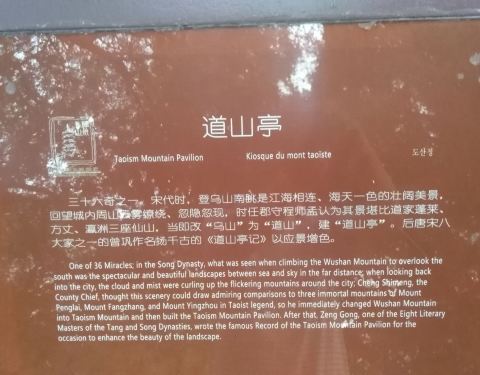 道山亭
Taoism Mountain Pavilion
Kiosque du mont taoïste
도산정
三十六奇之一。宋代时，登乌山南眺是江海相连、海天一色的壮阔美景，
回望城内周山云雾缭绕、忽隐忽现，时任郡守程师孟认为其景堪比道家蓬莱、
方丈、瀛洲三座仙山，当即改“乌山”为“道山”，建“道山亭”。后唐宋八
大家之一的曾巩作名扬千古的《道山亭记》以应景增色。
One of 36 Miracles; in the Song Dynasty, what was seen when climbing the Wushan Mountain to overlook the
south was the spectacular and beautiful landscapes between sea and sky in the far distance; when looking back
into the city, the cloud and mist were curling up the flickering mountains around the city; Cheng Shimeng, the
County Chief, thought this scenery could draw admiring comparisons to three immortal mountains of Mount
Penglai, Mount Fangzhang, and Mount Yingzhou in Taoist legend, so he immediately changed Wushan Mountain
into Taoism Mountain and then built the Taoism Mountain Pavilion. After that, Zeng Gong, one of the Eight Literary
Masters of the Tang and Song Dynasties, wrote the famous Record of the Taoism Mountain Pavilion for the
occasion to enhance the beauty of the landscape.